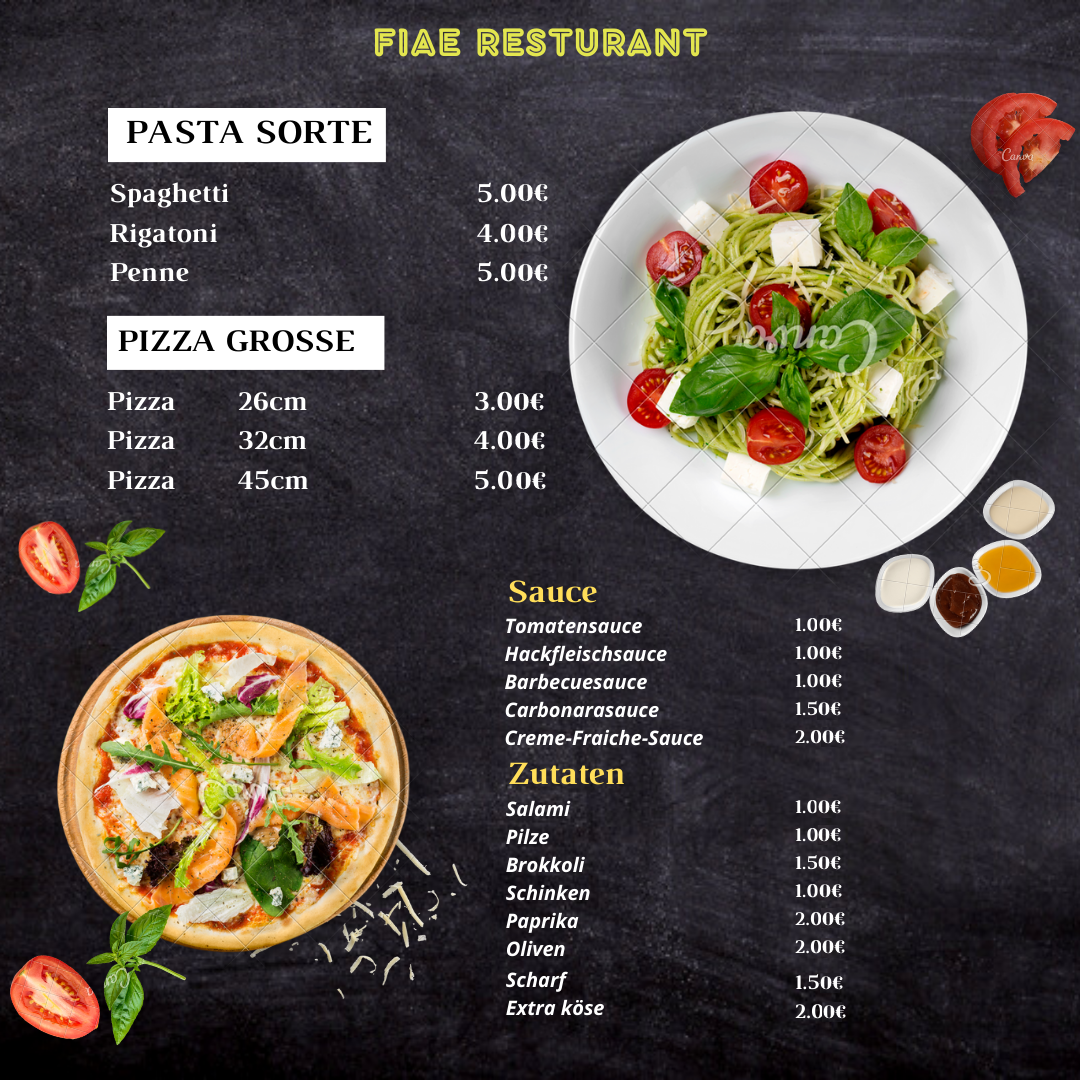 FIAE RESTURANT
PASTA SORTE
Spaghetti 5.00€
Rigatoni 4.00€
Penne 5.00€
PIZZA GROSSE
Pizza 26cm 3.00€
Pizza 32cm 4.00€
Pizza 45cm 5.00€
Sauce
Tomatensauce 1.00€
Hackfleischsauce 1.00€
Barbecuesauce 1.00€
Carbonarasauce 1.50€
Creme-Fraiche-Sauce 2.00€
Zutaten
Salami 1.00€
Pilze 1.00€
Brokkoli 1.50€
Schinken 1.00€
Paprika 2.00€
Oliven 2.00€
Scharf 1.50€
Extra köse 2.00€
Canva
Canva
Canva